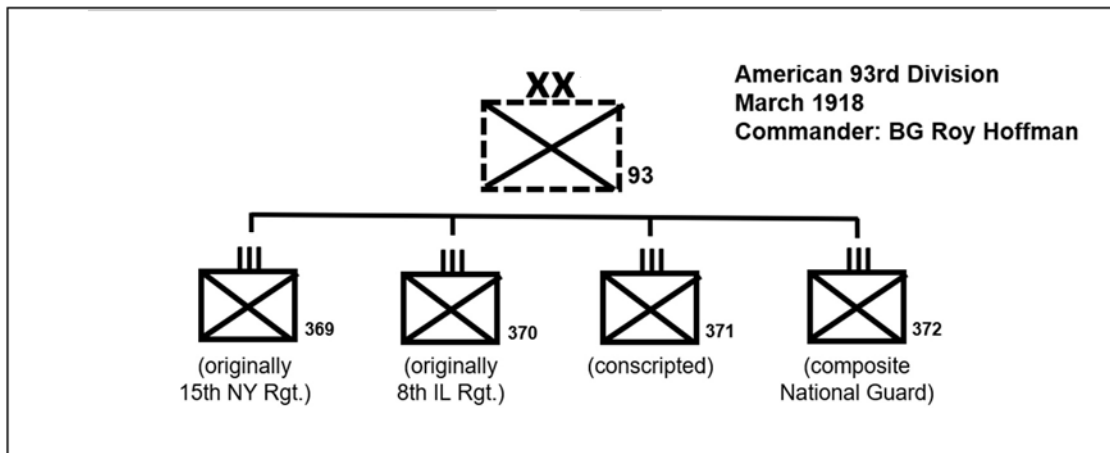 XX
American 93rd Division
March 1918
Commander: BG Roy Hoffman
93
III
III
III
III
369
370
371
372
(originally
15th NY Rgt.)
(originally
8th IL Rgt.)
(conscripted)
(composite
National Guard)